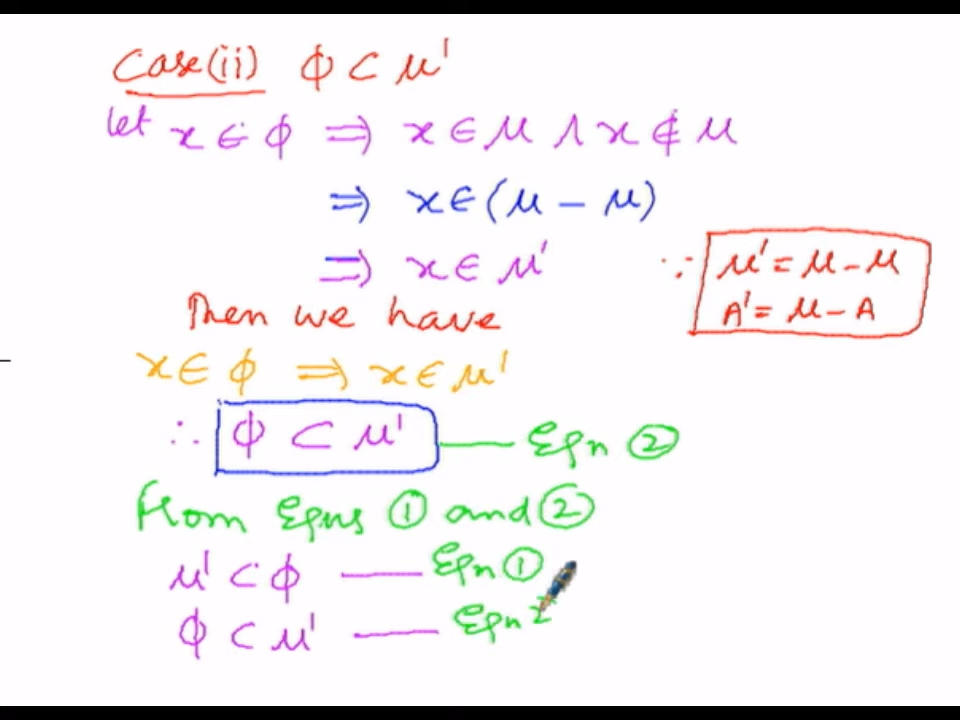 Case(ii) ϕ ⊂ μ'
let x ∈ ϕ ⇒ x ∈ μ ∧ x ∉ μ
⇒ x ∈ (μ − μ)
⇒ x ∈ μ' ∵ μ' = μ − μ
A' = μ − A
Then we have
x ∈ ϕ ⇒ x ∈ μ'
∴ ϕ ⊂ μ' — Eqn ②
From Eqns ① and ②
μ' ⊂ ϕ — Eqn ①
ϕ ⊂ μ' — Eqn 2